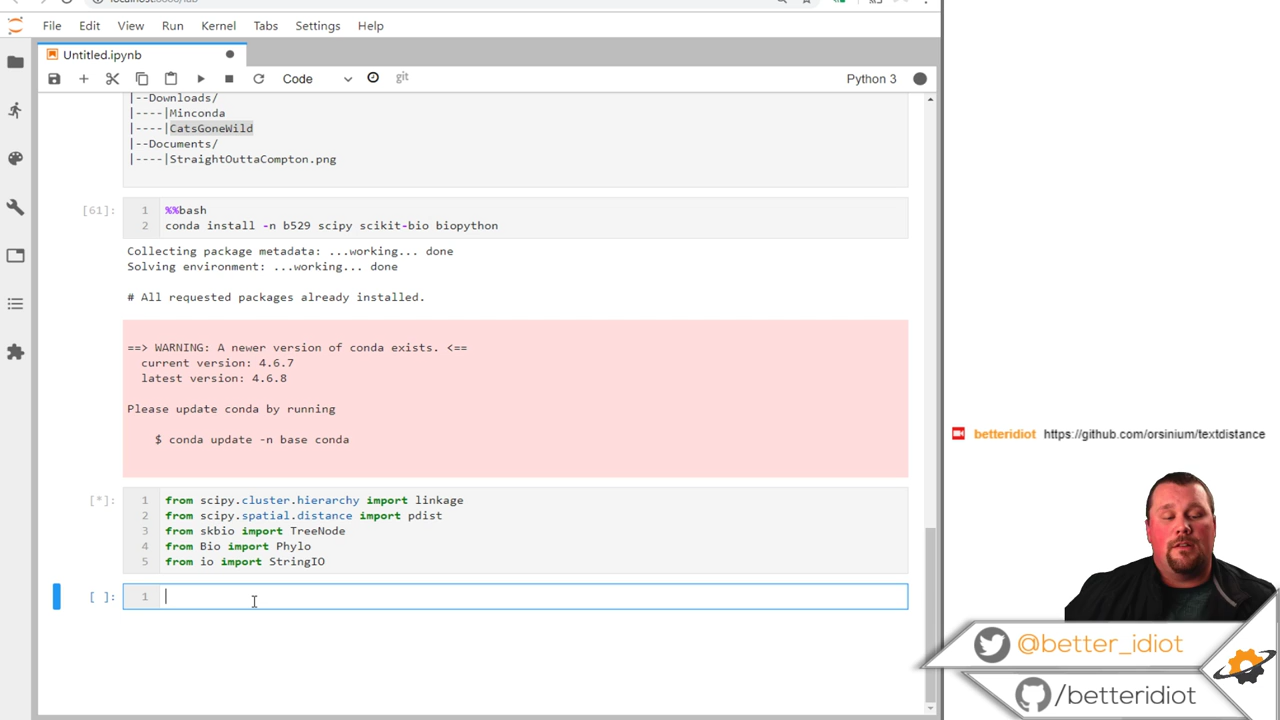 File Edit View Run Kernel Tabs Settings Help
Untitled.ipynb
Code git Python 3
|--Downloads/
|----|Minconda
|----|CatsGoneWild
|--Documents/
|----|StraightOuttaCompton.png
[61]: 1 %%bash
2 conda install -n b529 scipy scikit-bio biopython
Collecting package metadata: ...working... done
Solving environment: ...working... done
# All requested packages already installed.
==> WARNING: A newer version of conda exists. <==
current version: 4.6.7
latest version: 4.6.8
Please update conda by running
$ conda update -n base conda
[*]: 1 from scipy.cluster.hierarchy import linkage
2 from scipy.spatial.distance import pdist
3 from skbio import TreeNode
4 from Bio import Phylo
5 from io import StringIO
[ ]: 1
betteridiot https://github.com/orsinium/textdistance
@better_idiot
/betteridiot